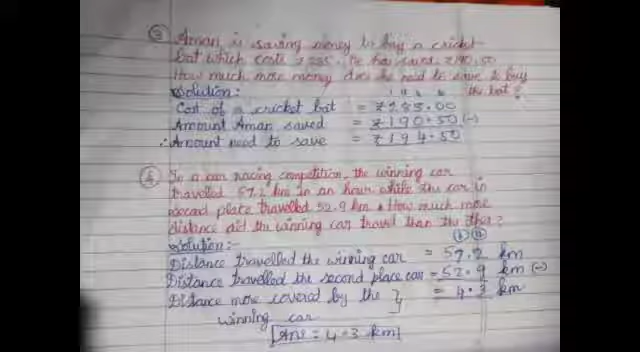 ③ Aman is saving money to buy a cricket
bat which costs ₹385. He has saved ₹190.50
How much more money does he need to save to buy
the bat?
Solution:
Cost of a cricket bat = ₹385.00
Amount Aman saved = ₹190.50 (-)
∴ Amount need to save = ₹194.50
In a car racing competition, the winning car
travelled 57.2 km in an hour while the car in
second place travelled 52.9 km. How much more
distance did the winning car travel than the other?
Solution:-
Distance travelled the winning car = 57.2 km
Distance travelled the second place car = 52.9 km (-)
Distance more covered by the } = 4.3 km
winning car
Ans = 4.3 km